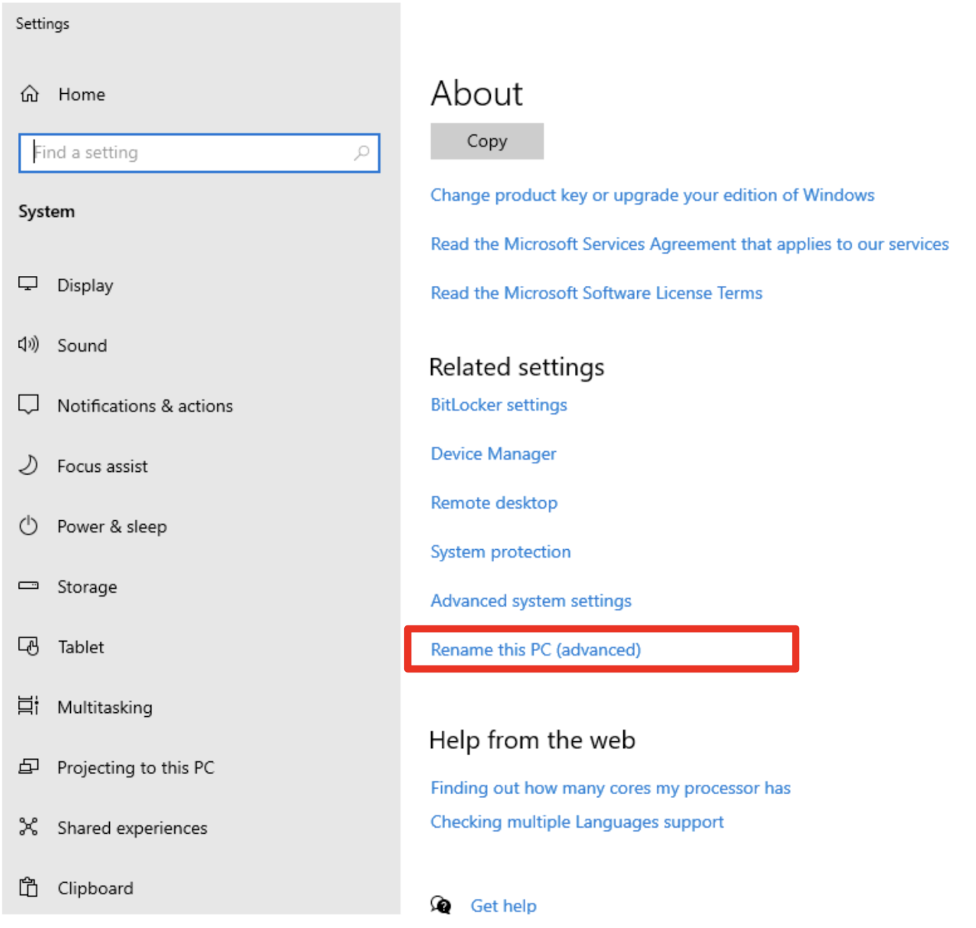 Settings
Home
Find a setting
System
Display
Sound
Notifications & actions
Focus assist
Power & sleep
Storage
Tablet
Multitasking
Projecting to this PC
Shared experiences
Clipboard
About
Copy
Change product key or upgrade your edition of Windows
Read the Microsoft Services Agreement that applies to our services
Read the Microsoft Software License Terms
Related settings
BitLocker settings
Device Manager
Remote desktop
System protection
Advanced system settings
Rename this PC (advanced)
Help from the web
Finding out how many cores my processor has
Checking multiple Languages support
Get help